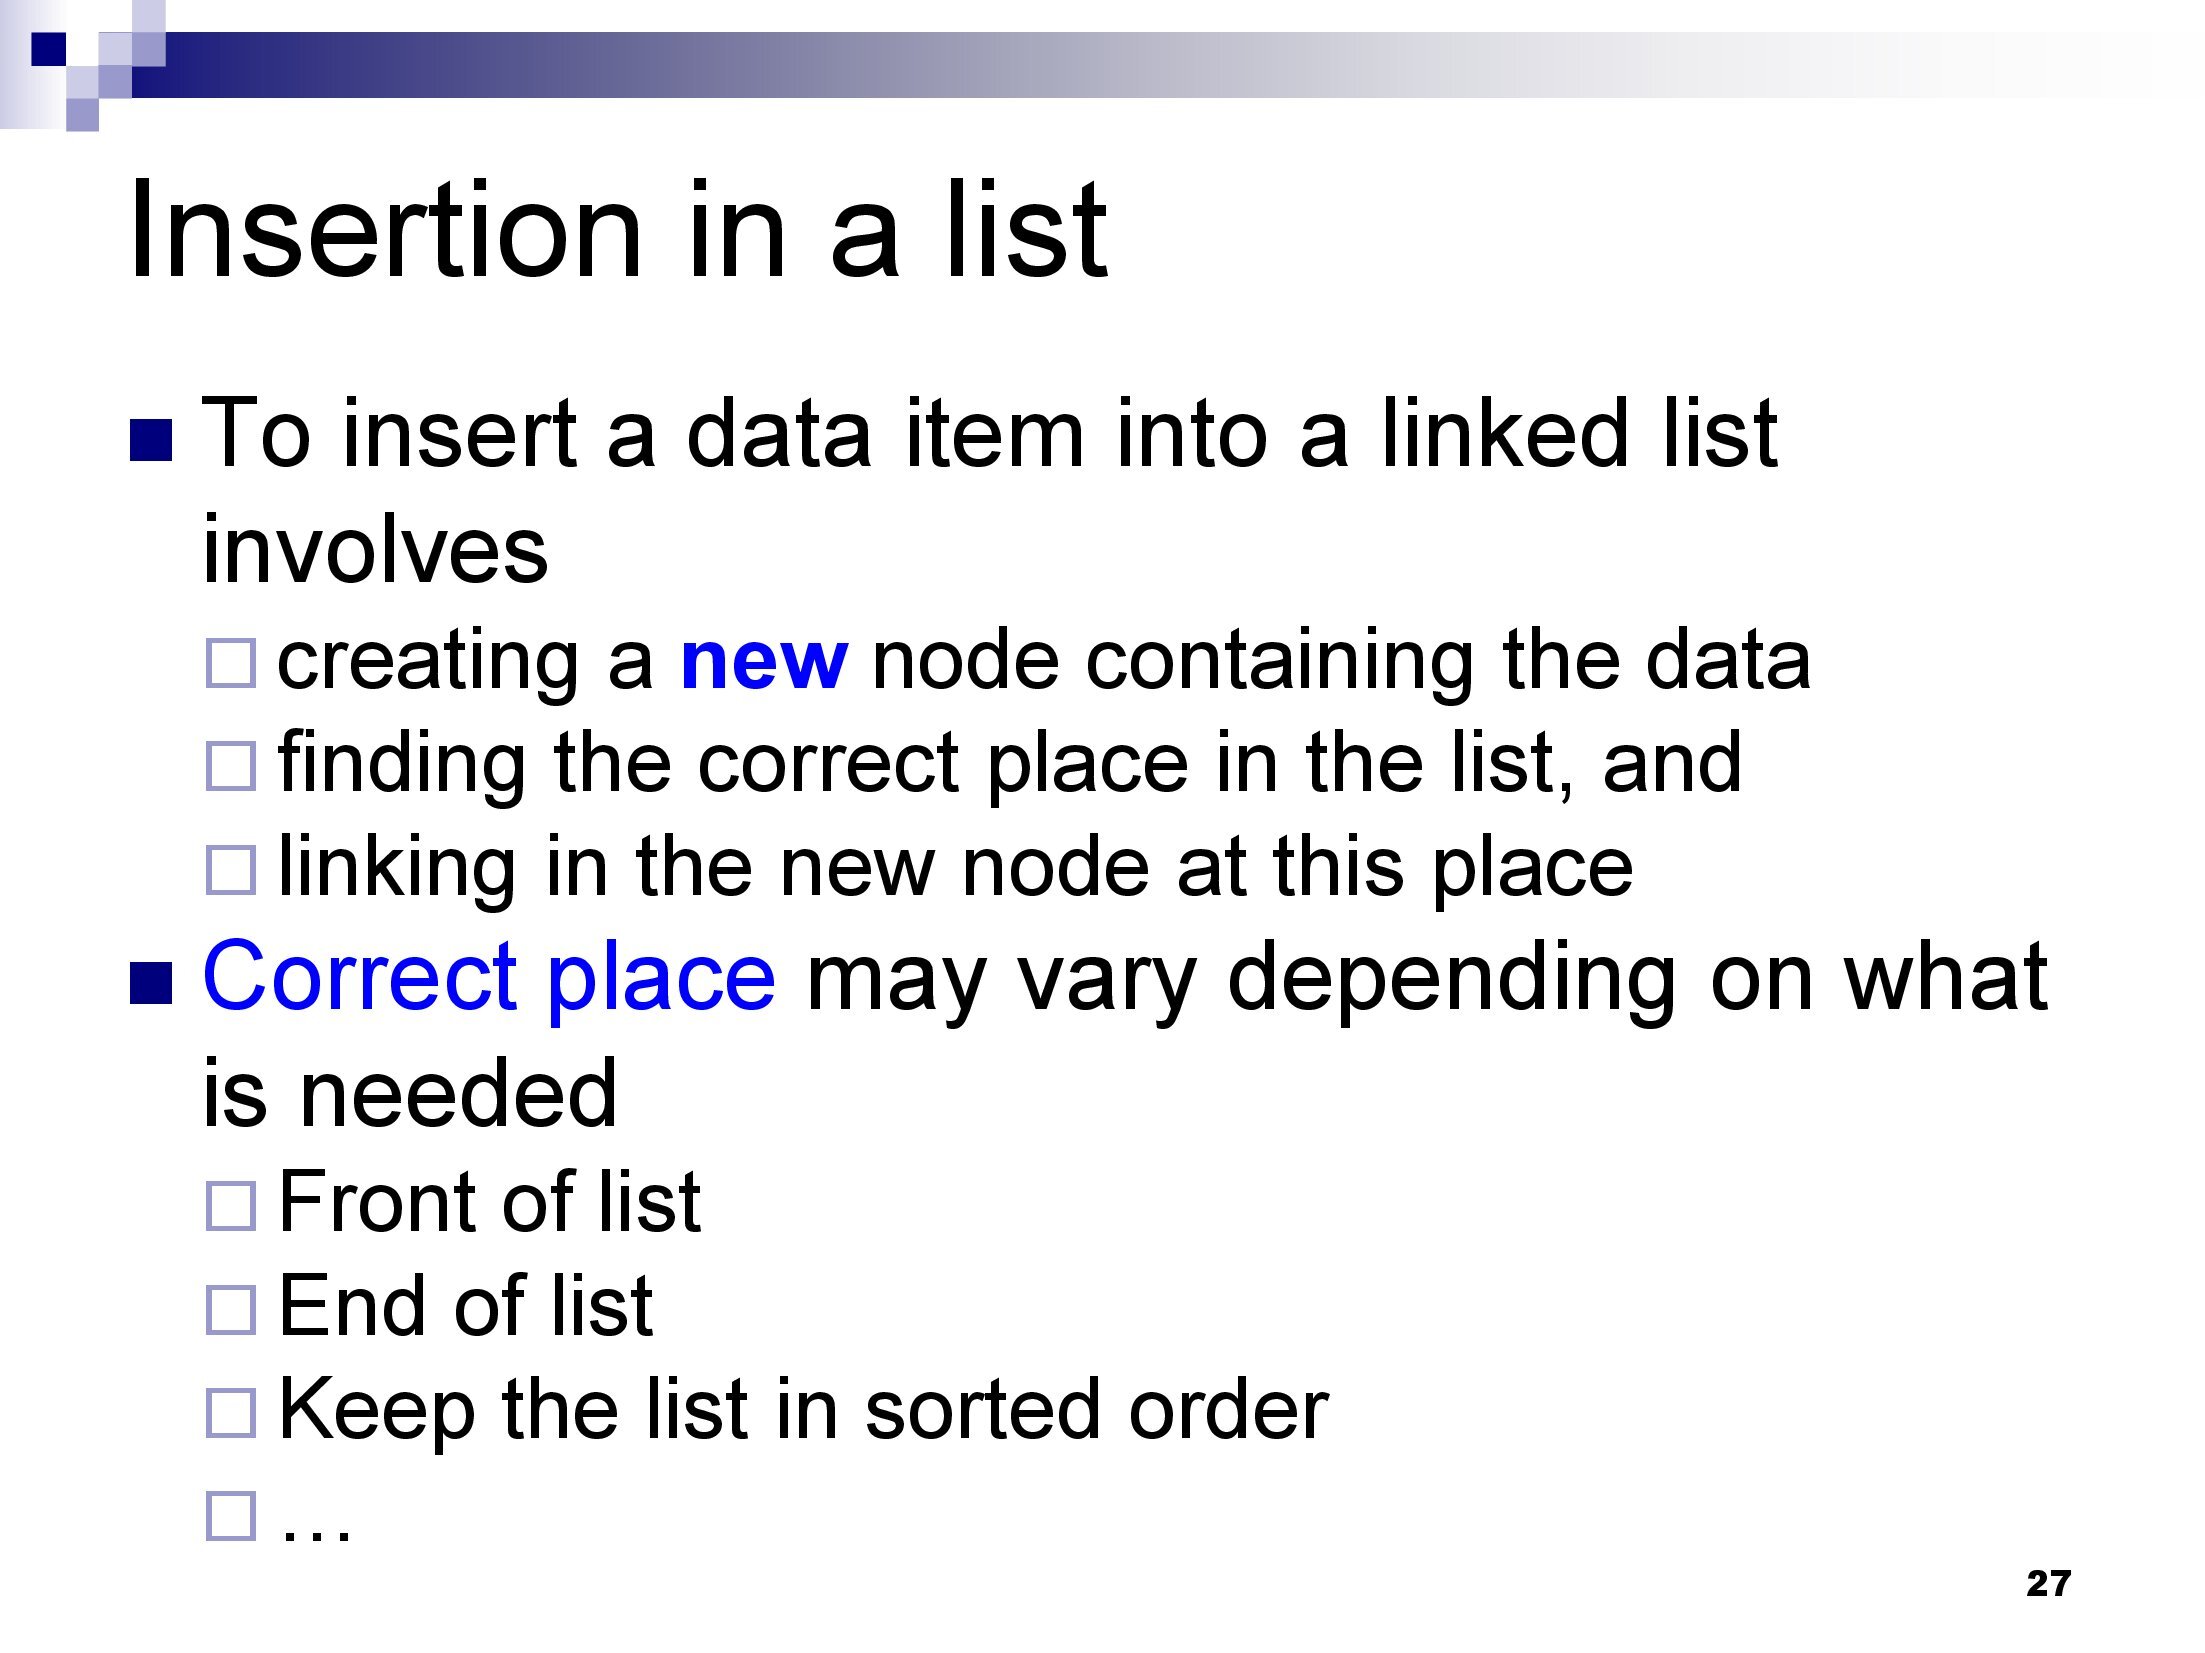 Insertion in a list
To insert a data item into a linked list
involves
creating a new node containing the data
finding the correct place in the list, and
linking in the new node at this place
Correct place may vary depending on what
is needed
Front of list
End of list
Keep the list in sorted order
…
27